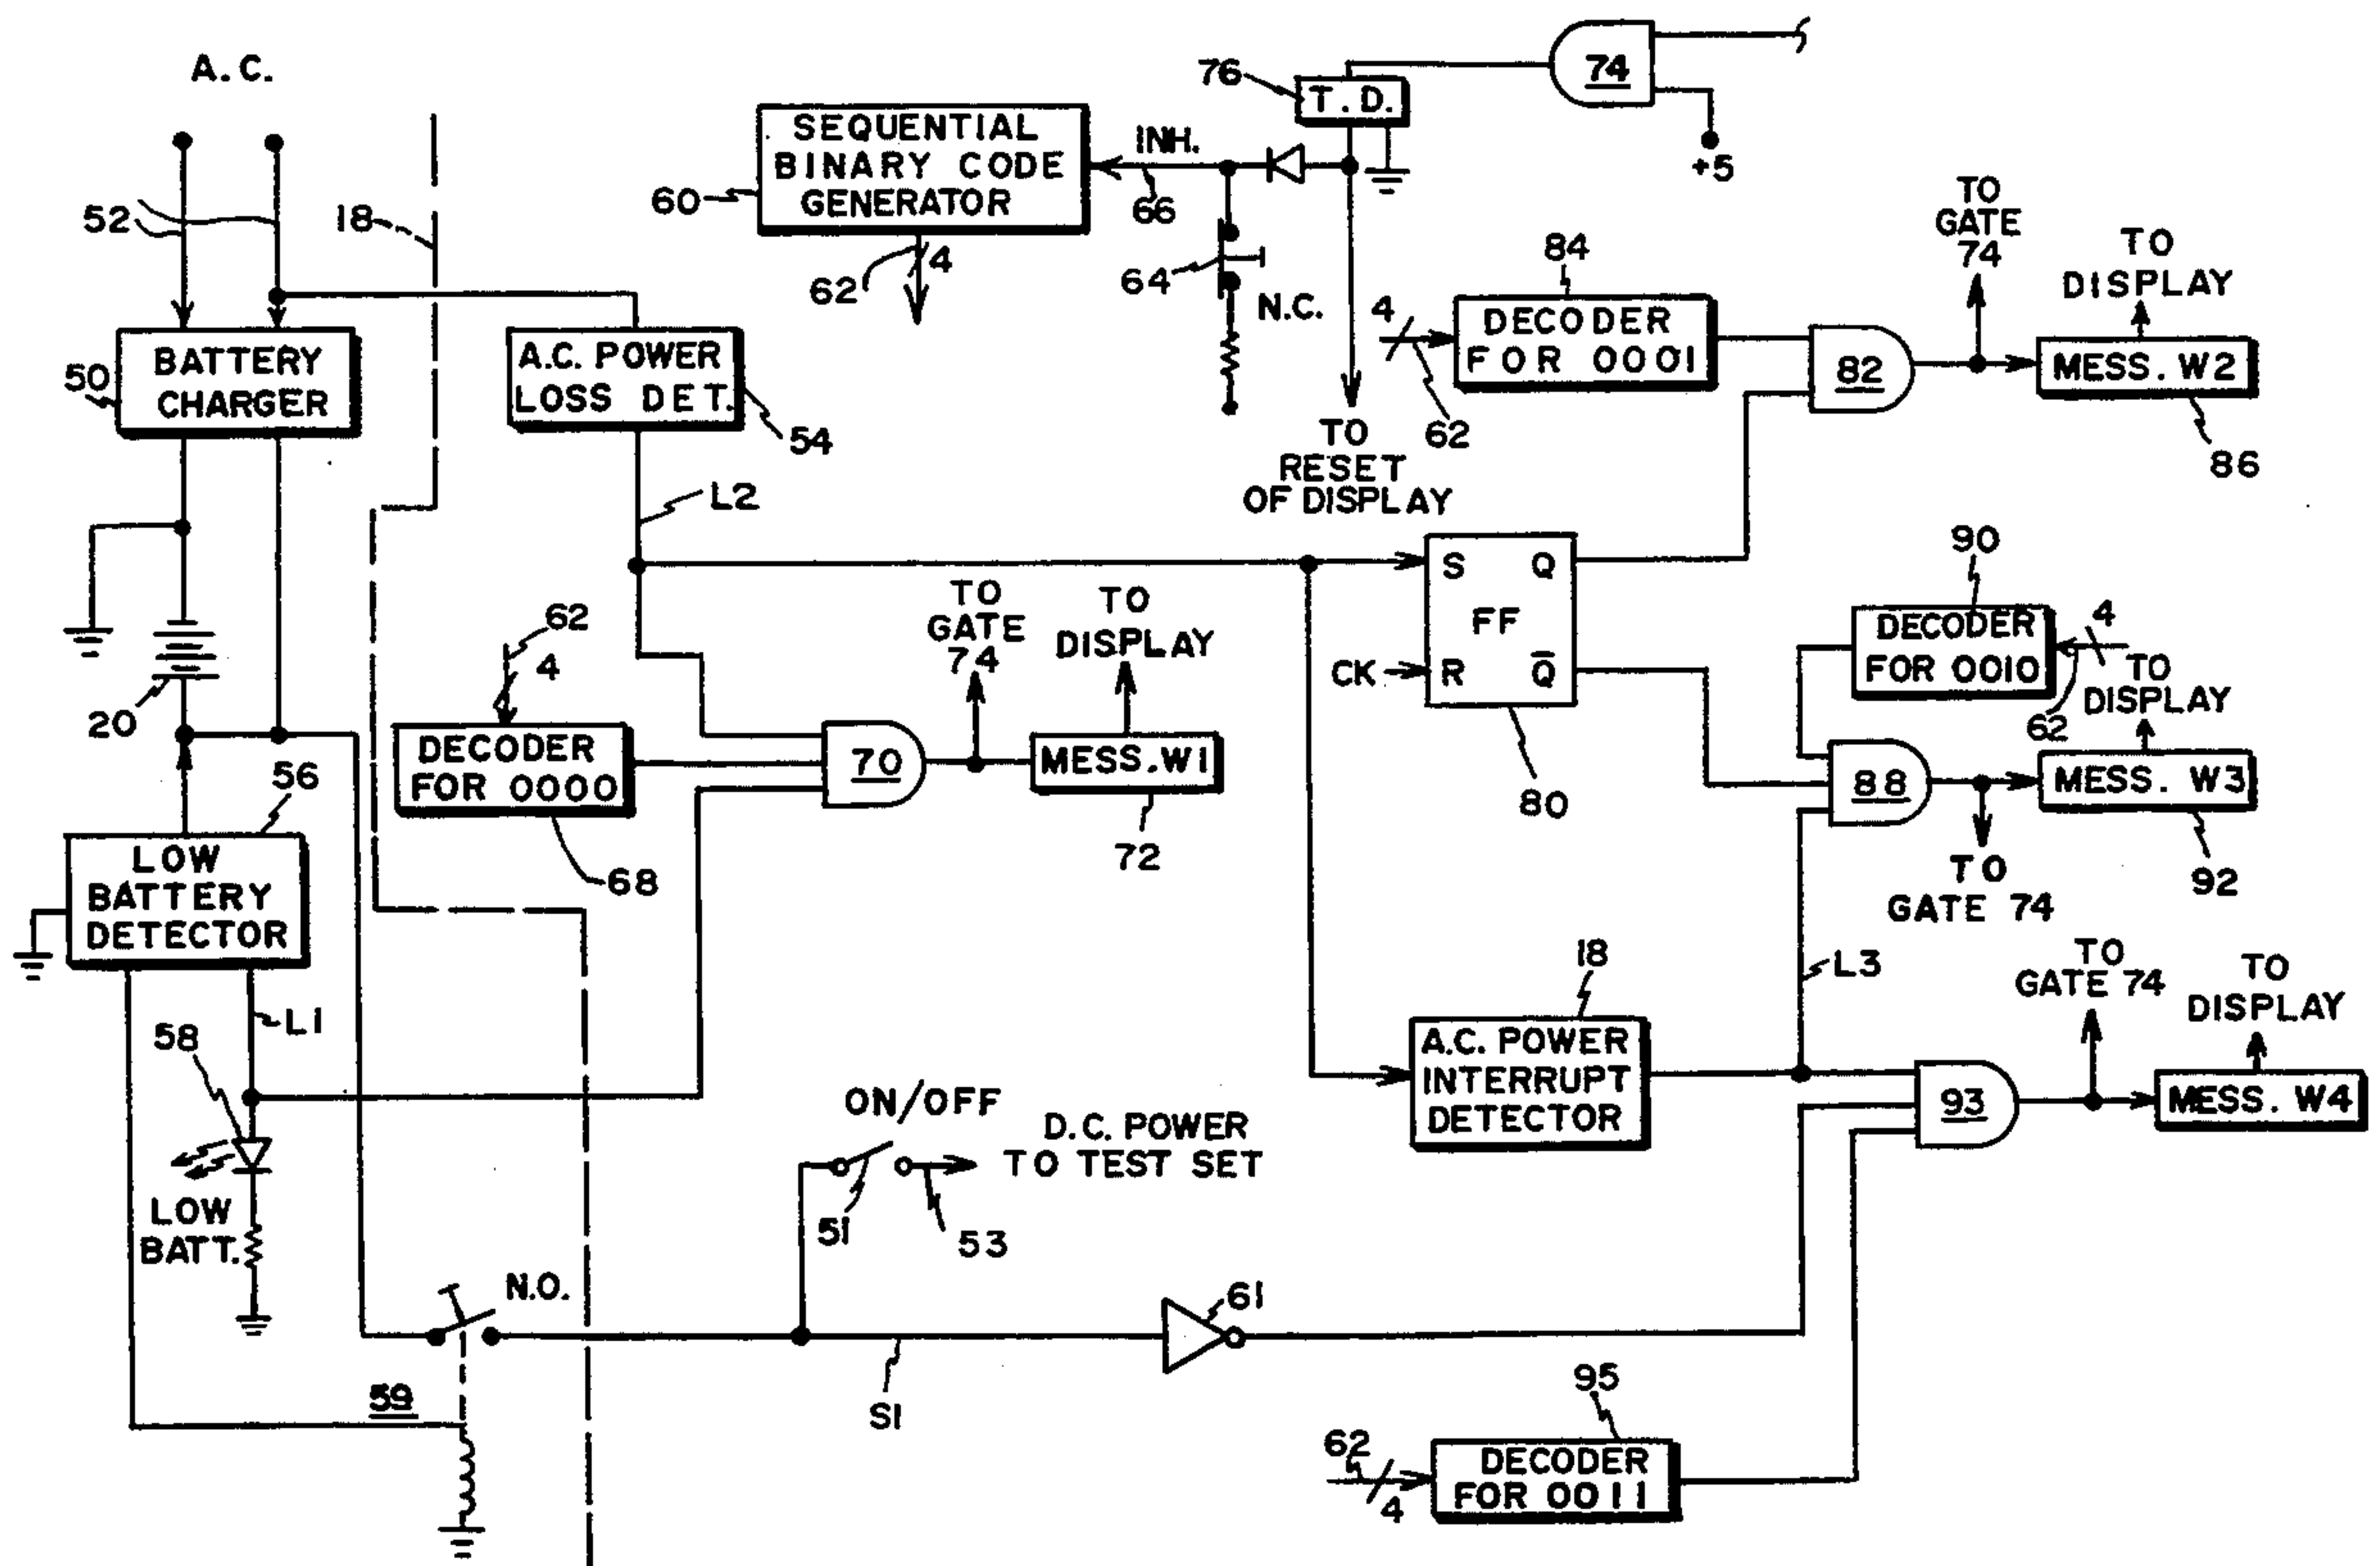 A.C.
52
18
50
BATTERY
CHARGER
20
56
LOW
BATTERY
DETECTOR
L1
58
LOW
BATT.
59
N.O.
A.C. POWER
LOSS DET.
54
L2
62
4
DECODER
FOR 0000
68
70
TO
GATE
74
TO
DISPLAY
MESS. W1
72
60
SEQUENTIAL
BINARY CODE
GENERATOR
62
4
INH.
66
64
N.C.
76
T.D.
74
+5
TO
RESET
OF DISPLAY
84
4
62
DECODER
FOR 0001
82
TO
GATE
74
TO
DISPLAY
MESS. W2
86
S Q
FF
CK R Q̅
80
90
DECODER
FOR 0010
4
62
88
TO
DISPLAY
MESS. W3
92
TO
GATE 74
18
A.C. POWER
INTERRUPT
DETECTOR
L3
93
TO
GATE 74
TO
DISPLAY
MESS. W4
ON/OFF
51
53
D.C. POWER
TO TEST SET
S1
61
95
62
4
DECODER
FOR 0011